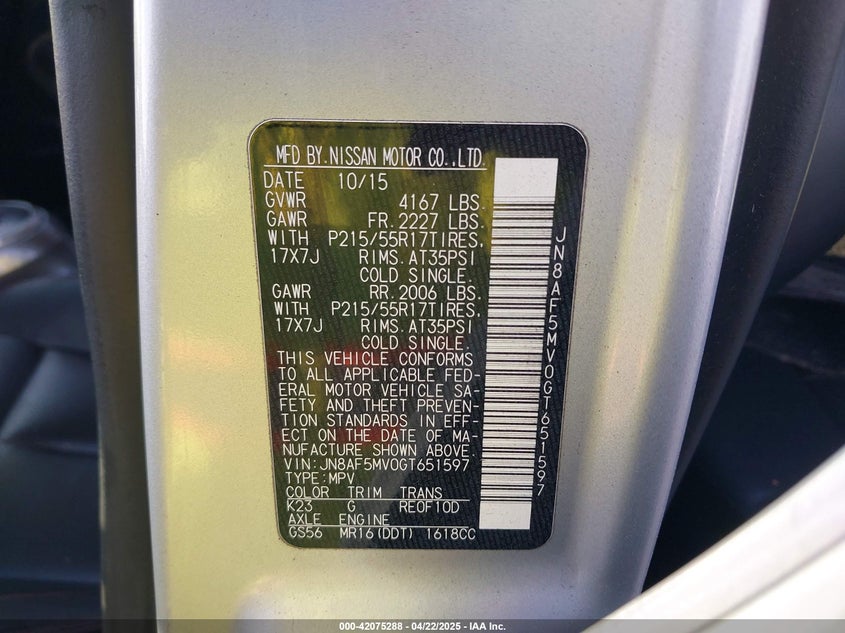 MFD BY.NISSAN MOTOR CO.,LTD.
DATE 10/15
GVWR 4167 LBS.
GAWR FR.2227 LBS.
WITH P215/55R17TIRES,
17X7J RIMS.AT35PSI
COLD SINGLE.
GAWR RR.2006 LBS.
WITH P215/55R17TIRES,
17X7J RIMS.AT35PSI
COLD SINGLE.
THIS VEHICLE CONFORMS
TO ALL APPLICABLE FED-
ERAL MOTOR VEHICLE SA-
FETY AND THEFT PREVEN-
TION STANDARDS IN EFF-
ECT ON THE DATE OF MA-
NUFACTURE SHOWN ABOVE.
VIN:JN8AF5MV0GT651597
TYPE:MPV
COLOR TRIM TRANS
K23 G RE0F10D
AXLE ENGINE
GS56 MR16(DDT) 1618CC
JN8AF5MV0GT651597
000-42075288 - 04/22/2025 - IAA Inc.